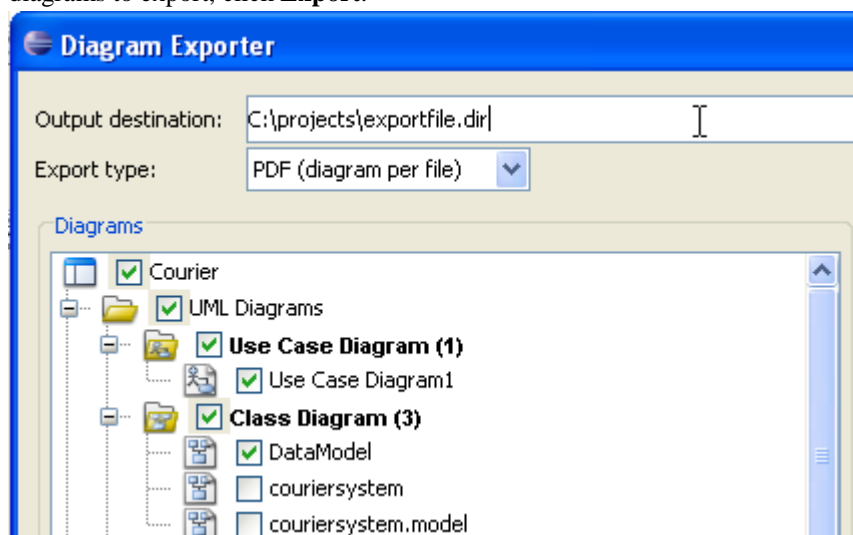 diagrams to export, click Export.
Diagram Exporter
Output destination: C:\projects\exportfile.dir
Export type: PDF (diagram per file)
Diagrams
Courier
UML Diagrams
Use Case Diagram (1)
Use Case Diagram1
Class Diagram (3)
DataModel
couriersystem
couriersystem.model